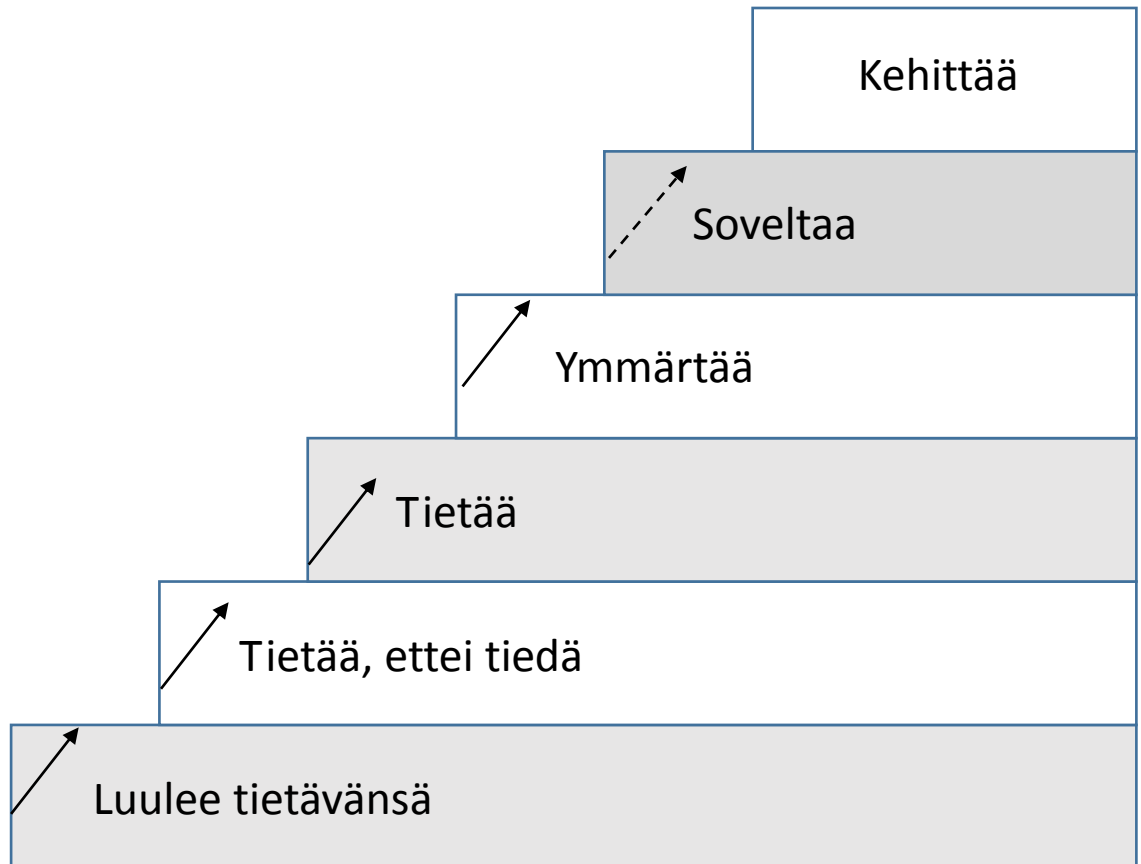 Kehittää
Soveltaa
Ymmärtää
Tietää
Tietää, ettei tiedä
Luulee tietävänsä